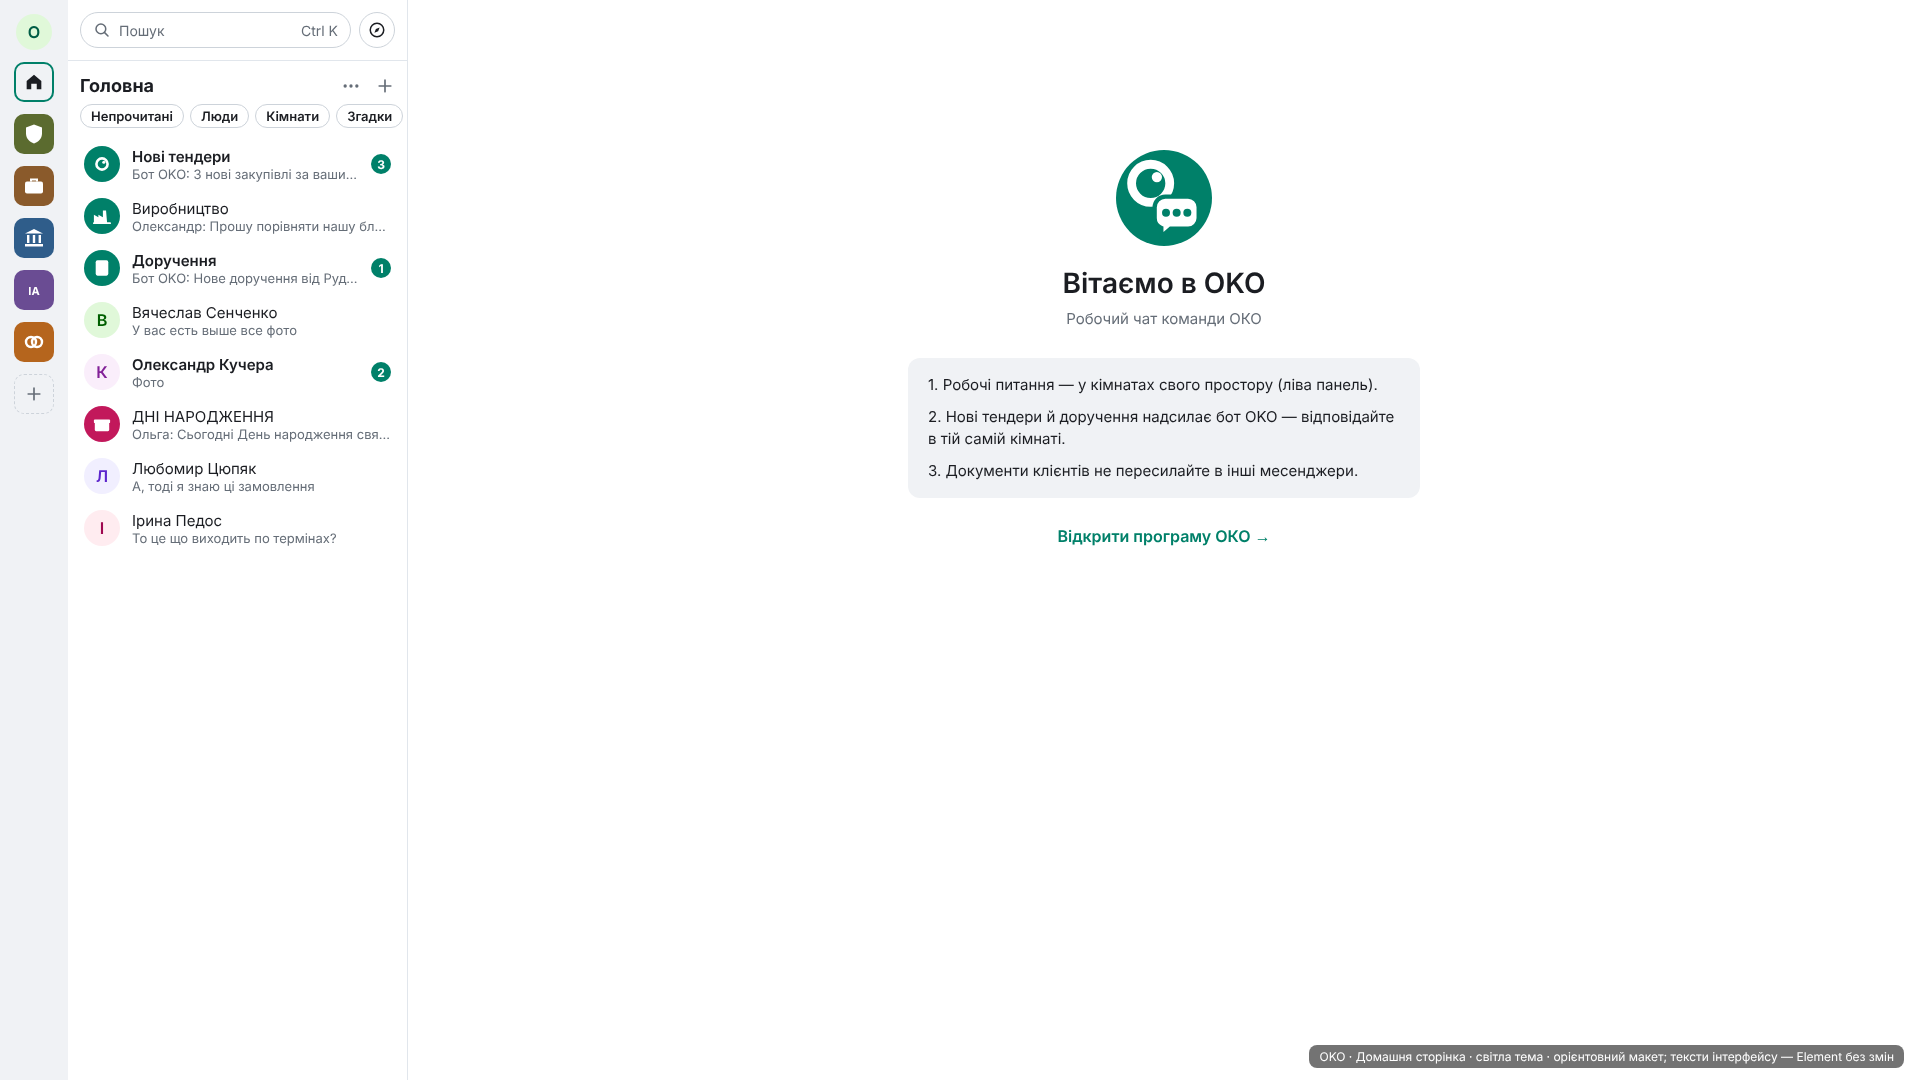 О
Пошук
Ctrl K
Головна
Непрочитані
Люди
Кімнати
Згадки
Нові тендери
Бот ОКО: 3 нові закупівлі за ваши...
3
Виробництво
Олександр: Прошу порівняти нашу бл...
Доручення
Бот ОКО: Нове доручення від Руд...
1
В
Вячеслав Сенченко
У вас есть выше все фото
К
Олександр Кучера
Фото
2
ДНІ НАРОДЖЕННЯ
Ольга: Сьогодні День народження свя...
Л
Любомир Цюпяк
А, тоді я знаю ці замовлення
І
Ірина Педос
То це що виходить по термінах?
ІА
Вітаємо в ОКО
Робочий чат команди ОКО
1. Робочі питання — у кімнатах свого простору (ліва панель).
2. Нові тендери й доручення надсилає бот ОКО — відповідайте
в тій самій кімнаті.
3. Документи клієнтів не пересилайте в інші месенджери.
Відкрити програму ОКО →
ОКО · Домашня сторінка · світла тема · орієнтовний макет; тексти інтерфейсу — Element без змін